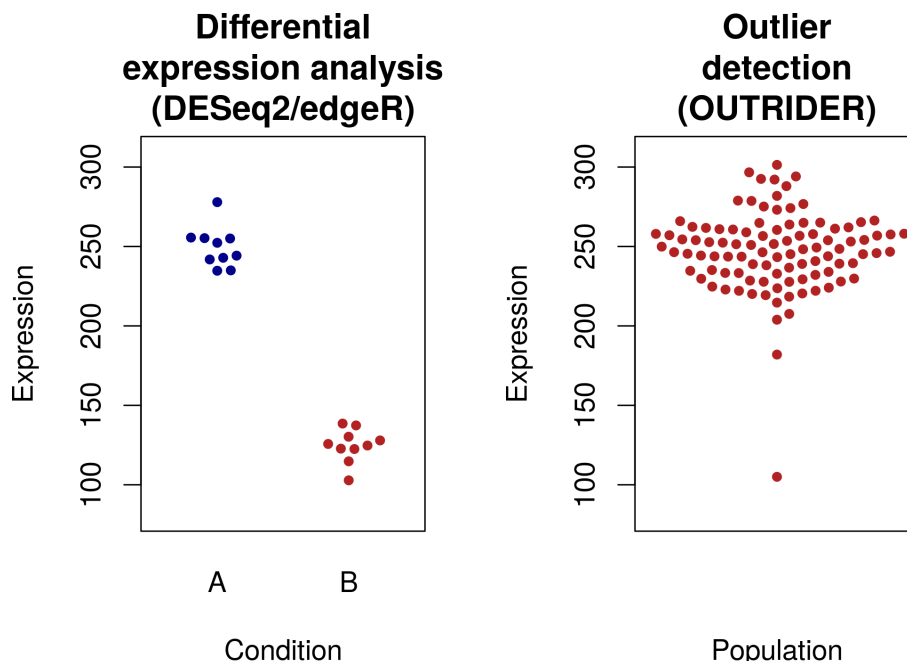 Differential
expression analysis
(DESeq2/edgeR)
Expression
300
250
200
150
100
A B
Condition
Outlier
detection
(OUTRIDER)
Expression
300
250
200
150
100
Population